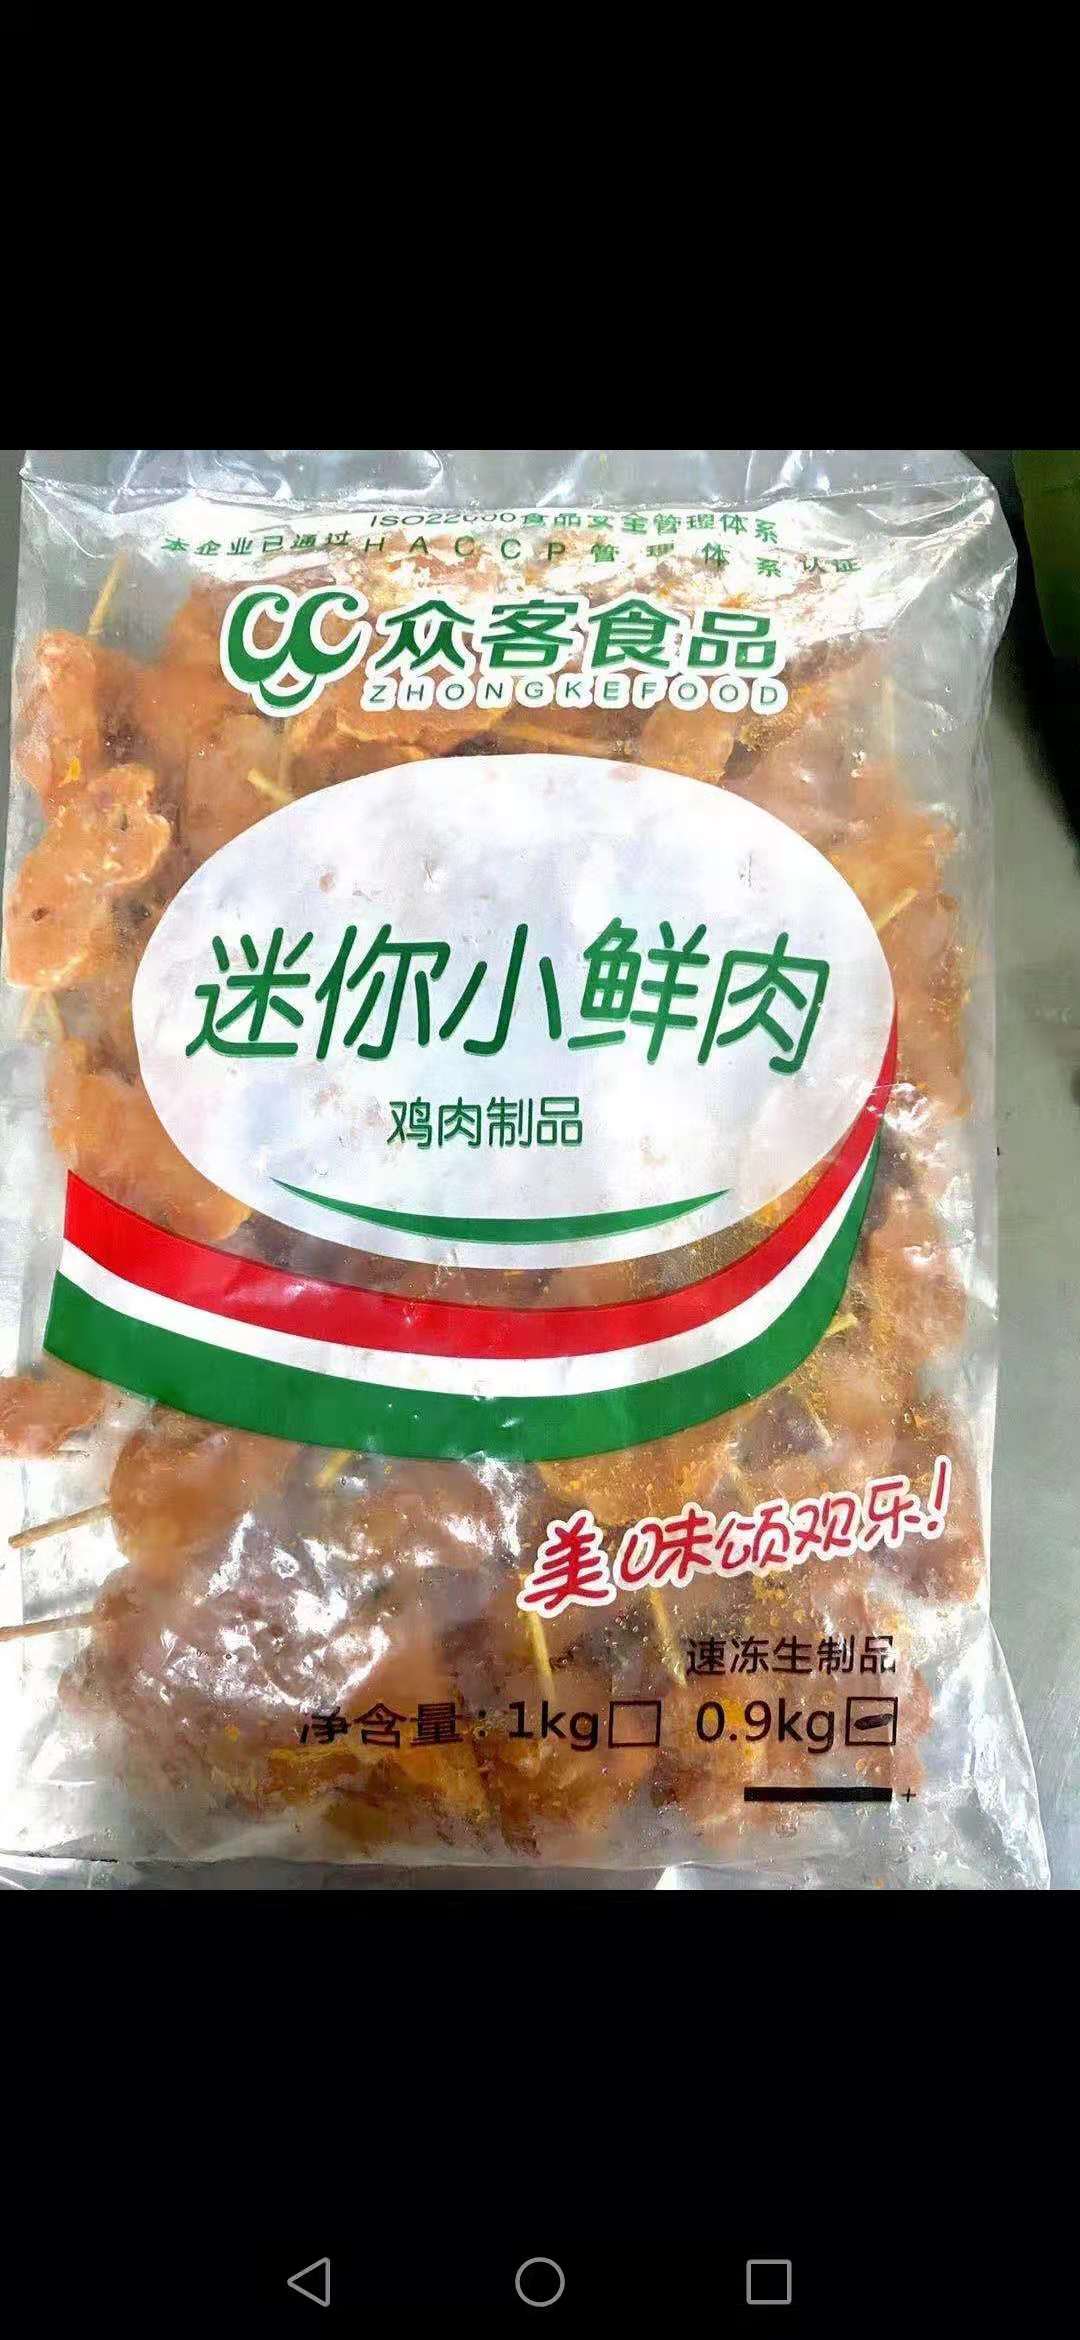 ISO22000食品安全管理体系
本企业已通过HACCP管理体系认证
众客食品
ZHONGKEFOOD
迷你小鲜肉
鸡肉制品
美味颂欢乐!
速冻生制品
净含量:1kg□ 0.9kg□